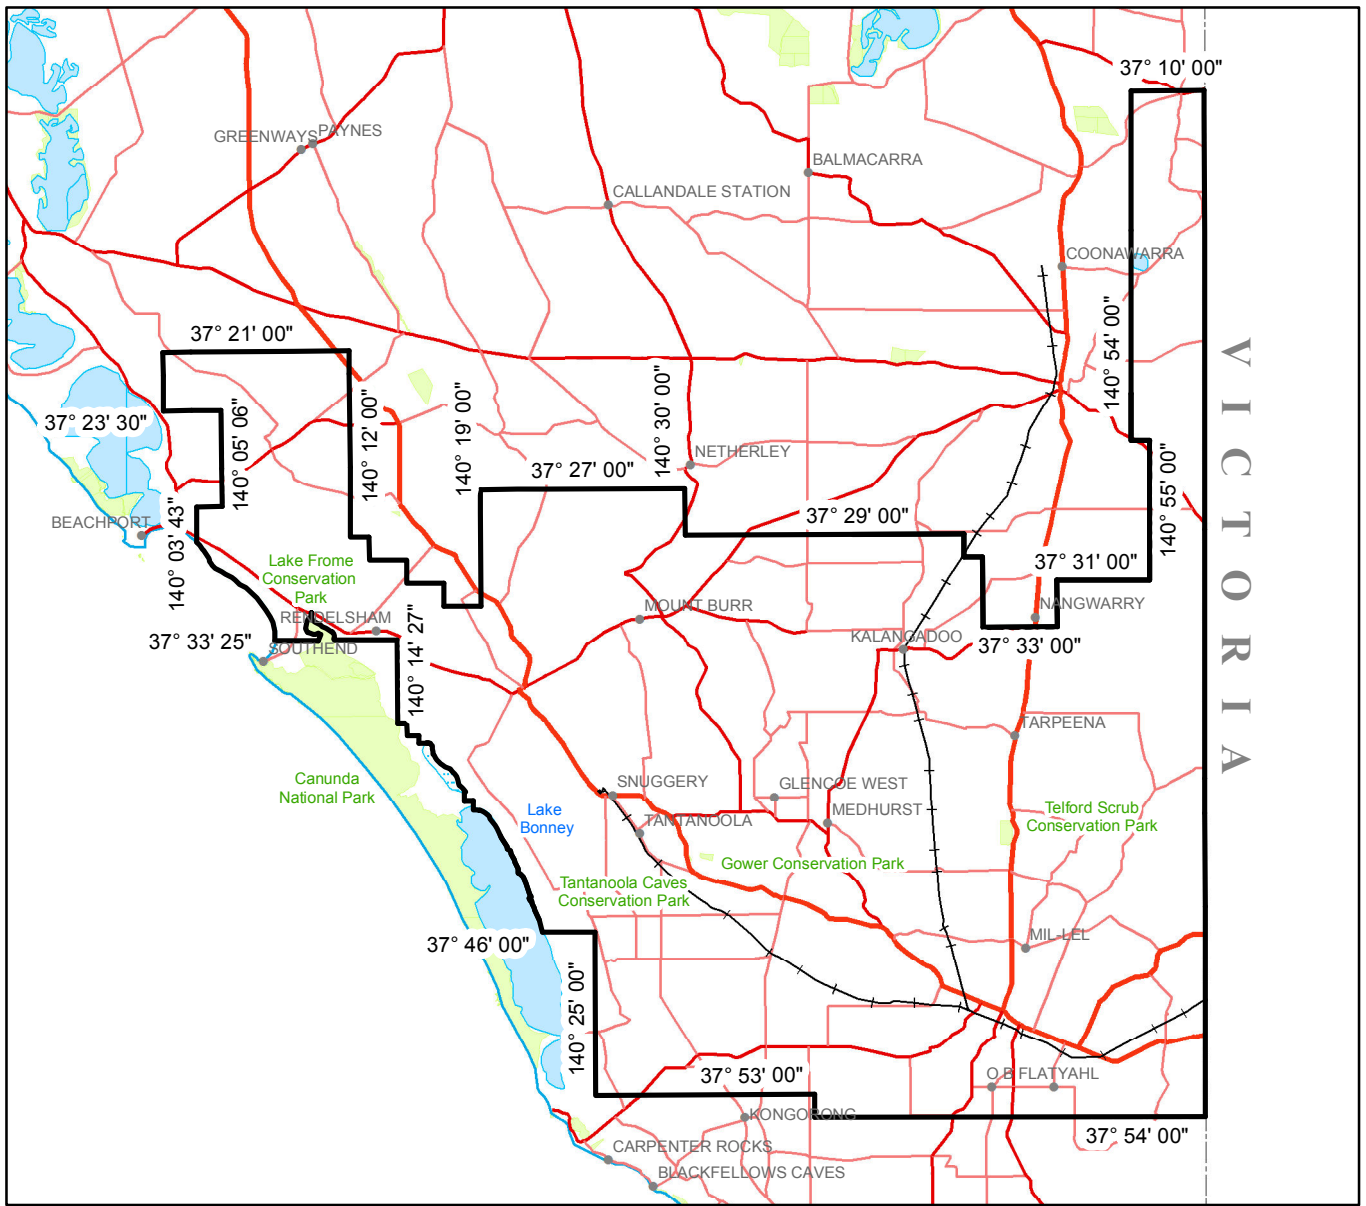 37° 10' 00"
GREENWAYS
PAYNES
BALMACARRA
CALLANDALE STATION
COONAWARRA
37° 21' 00"
140° 54' 00"
VICTORIA
37° 23' 30"
140° 05' 06"
140° 12' 00"
140° 19' 00"
140° 30' 00"
NETHERLEY
37° 27' 00"
140° 55' 00"
BEACHPORT
140° 03' 43"
37° 29' 00"
37° 31' 00"
Lake Frome
Conservation
Park
RENDELSHAM
MOUNT BURR
NANGWARRY
37° 33' 25"
SOUTHEND
140° 14' 27"
KALANGADOO
37° 33' 00"
TARPEENA
Canunda
National Park
SNUGGERY
GLENCOE WEST
Lake
Bonney
TANTANOOLA
MEDHURST
Telford Scrub
Conservation Park
Gower Conservation Park
Tantanoola Caves
Conservation Park
37° 46' 00"
MIL-LEL
140° 25' 00"
37° 53' 00"
O B FLAT
YAHL
KONGORONG
37° 54' 00"
CARPENTER ROCKS
BLACKFELLOWS CAVES